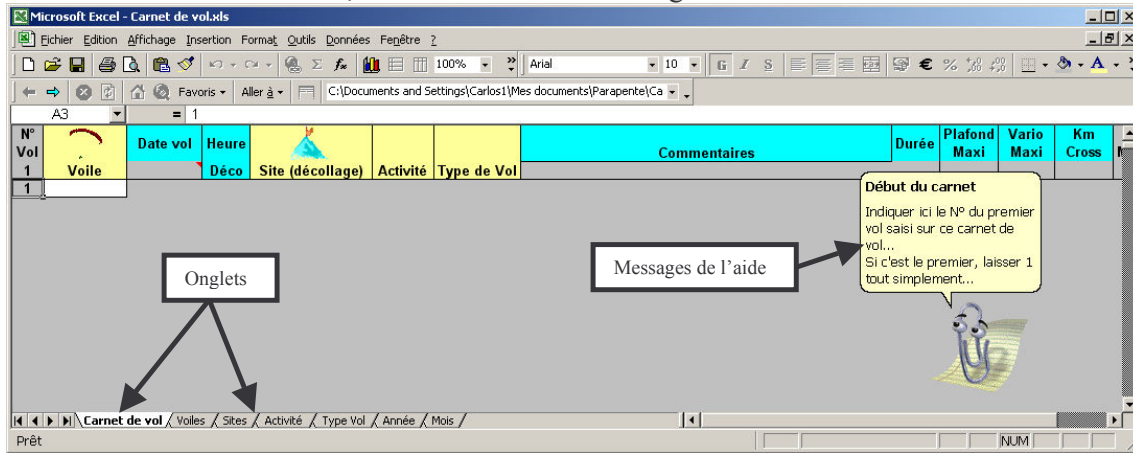 Microsoft Excel - Carnet de vol.xls
Fichier Edition Affichage Insertion Format Outils Données Fenêtre ?
100% Arial 10 G I S € %
Favoris Aller à C:\Documents and Settings\Carlos1\Mes documents\Parapente\Ca
A3 = 1
N° Vol 1
Voile
Date vol
Heure Déco
Site (décollage)
Activité
Type de Vol
Commentaires
Durée
Plafond Maxi
Vario Maxi
Km Cross
1
Début du carnet
Indiquer ici le N° du premier
vol saisi sur ce carnet de
vol...
Si c'est le premier, laisser 1
tout simplement...
Messages de l'aide
Onglets
Carnet de vol / Voiles / Sites / Activité / Type Vol / Année / Mois /
Prêt NUM